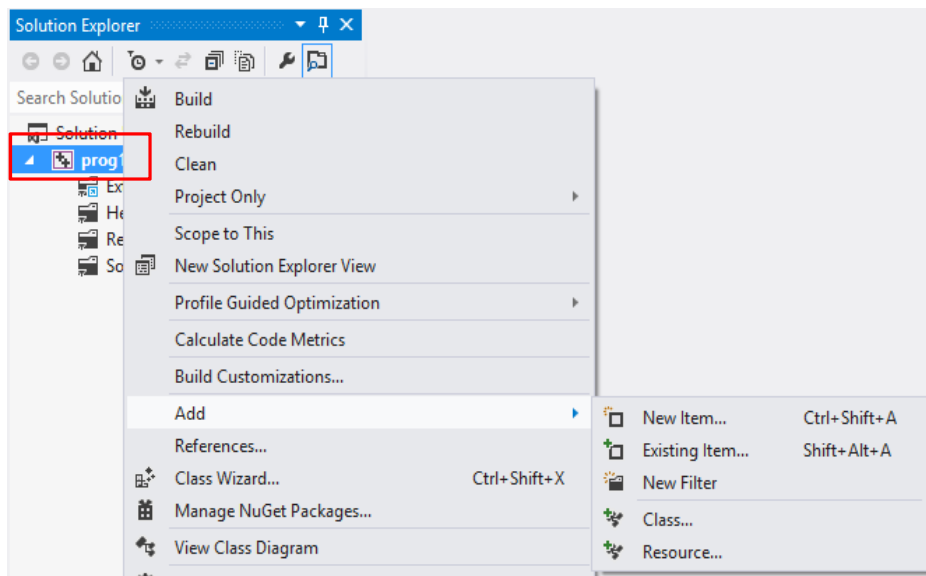 Solution Explorer
Search Solutio
Solution
prog1
Ex
He
Re
So
Build
Rebuild
Clean
Project Only
Scope to This
New Solution Explorer View
Profile Guided Optimization
Calculate Code Metrics
Build Customizations...
Add
References...
Class Wizard... Ctrl+Shift+X
Manage NuGet Packages...
View Class Diagram
New Item... Ctrl+Shift+A
Existing Item... Shift+Alt+A
New Filter
Class...
Resource...